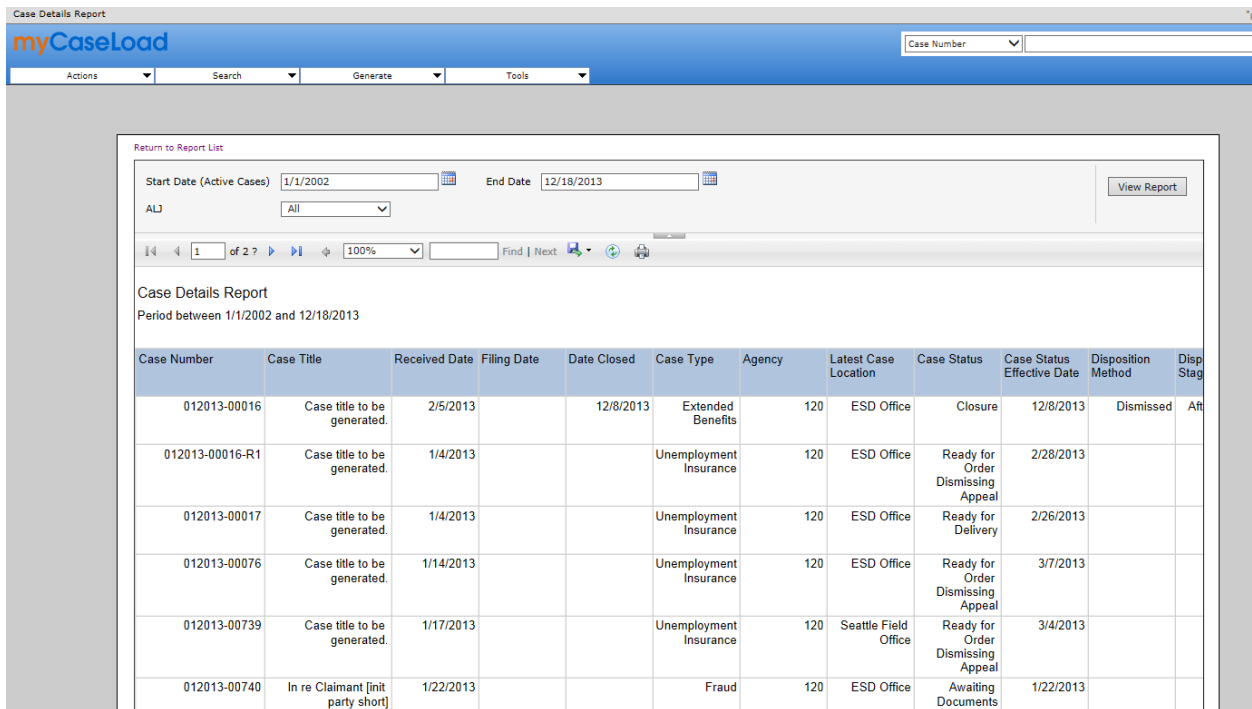 Case Details Report
myCaseLoad
Case Number
Actions Search Generate Tools
Return to Report List
Start Date (Active Cases) 1/1/2002 End Date 12/18/2013
View Report
ALJ All
1 of 2 ? 100% Find | Next
Case Details Report
Period between 1/1/2002 and 12/18/2013
Case Number Case Title Received Date Filing Date Date Closed Case Type Agency Latest Case Case Status Case Status Disposition Disp
Location Effective Date Method Stag
012013-00016 Case title to be 2/5/2013 12/8/2013 Extended 120 ESD Office Closure 12/8/2013 Dismissed Aft
generated. Benefits
012013-00016-R1 Case title to be 1/4/2013 Unemployment 120 ESD Office Ready for 2/28/2013
generated. Insurance Order
Dismissing
Appeal
012013-00017 Case title to be 1/4/2013 Unemployment 120 ESD Office Ready for 2/26/2013
generated. Insurance Delivery
012013-00076 Case title to be 1/14/2013 Unemployment 120 ESD Office Ready for 3/7/2013
generated. Insurance Order
Dismissing
Appeal
012013-00739 Case title to be 1/17/2013 Unemployment 120 Seattle Field Ready for 3/4/2013
generated. Insurance Office Order
Dismissing
Appeal
012013-00740 In re Claimant [init 1/22/2013 Fraud 120 ESD Office Awaiting 1/22/2013
party short] Documents